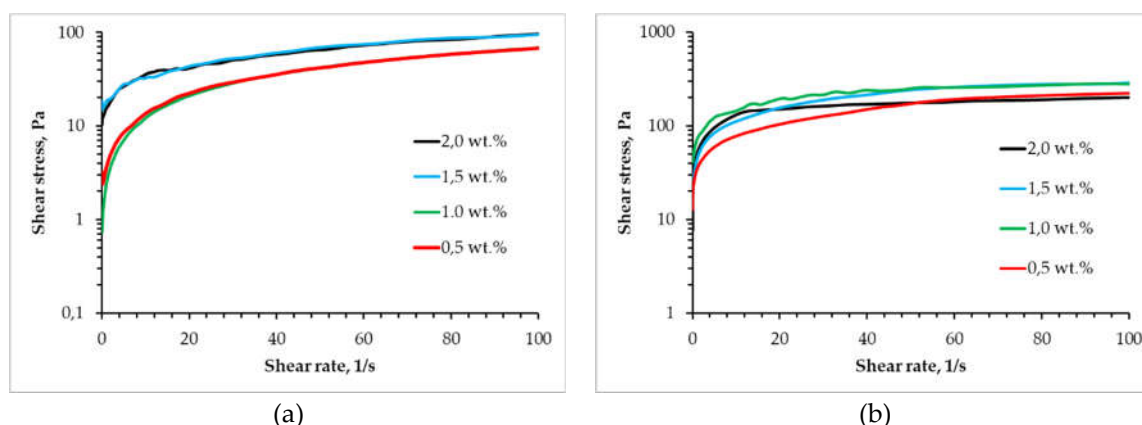 100
10
1
0,1
Shear stress, Pa
2,0 wt.%
1,5 wt.%
1.0 wt.%
0,5 wt.%
0 20 40 60 80 100
Shear rate, 1/s
(a)
1000
100
10
1
Shear stress, Pa
2,0 wt.%
1,5 wt.%
1,0 wt.%
0,5 wt.%
0 20 40 60 80 100
Shear rate, 1/s
(b)